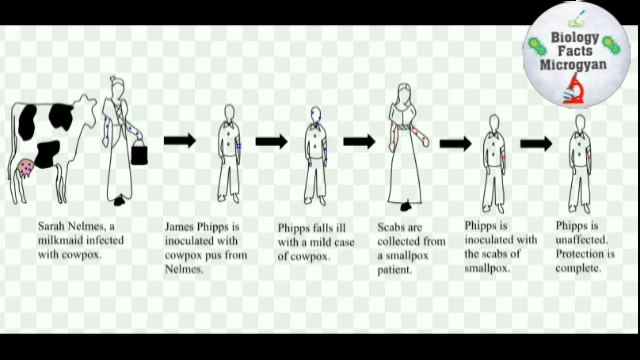 Biology
Facts
Microgyan
Sarah Nelmes, a
milkmaid infected
with cowpox.
James Phipps is
inoculated with
cowpox pus from
Nelmes.
Phipps falls ill
with a mild case
of cowpox.
Scabs are
collected from
a smallpox
patient.
Phipps is
inoculated with
the scabs of
smallpox.
Phipps is
unaffected.
Protection is
complete.